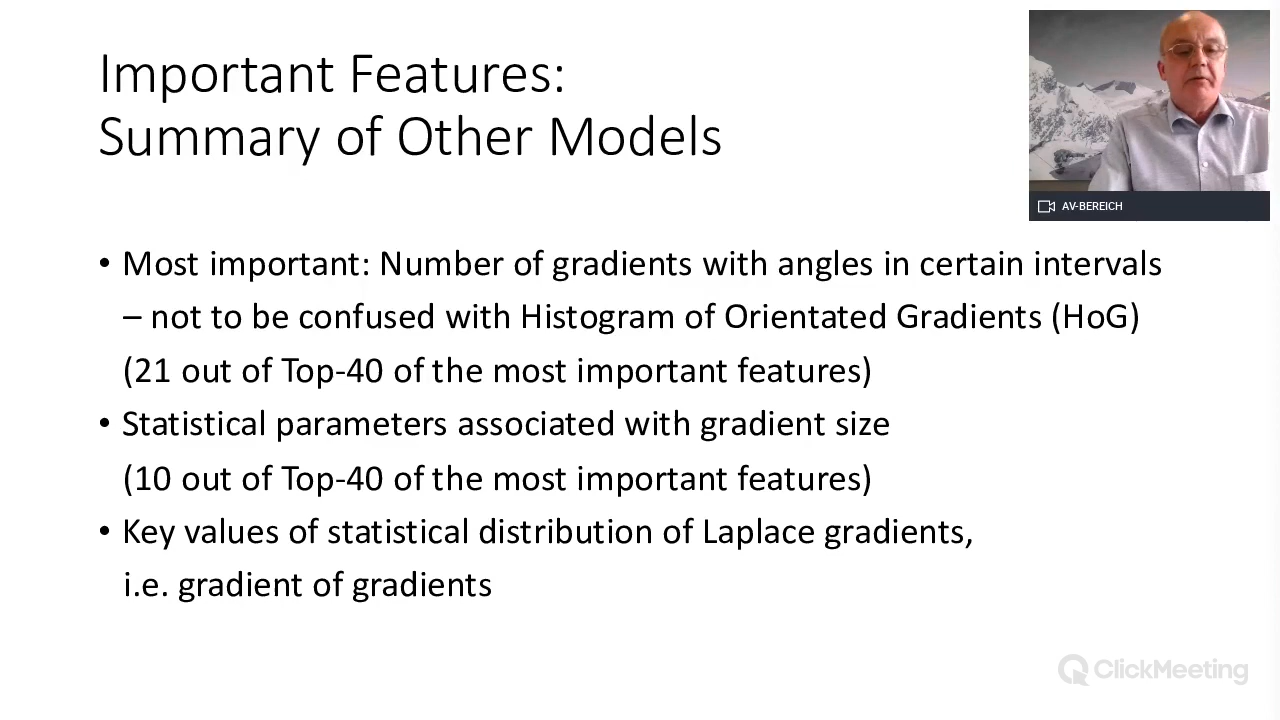 Important Features:
Summary of Other Models
AV-BEREICH
• Most important: Number of gradients with angles in certain intervals
– not to be confused with Histogram of Orientated Gradients (HoG)
(21 out of Top-40 of the most important features)
• Statistical parameters associated with gradient size
(10 out of Top-40 of the most important features)
• Key values of statistical distribution of Laplace gradients,
i.e. gradient of gradients
ClickMeeting